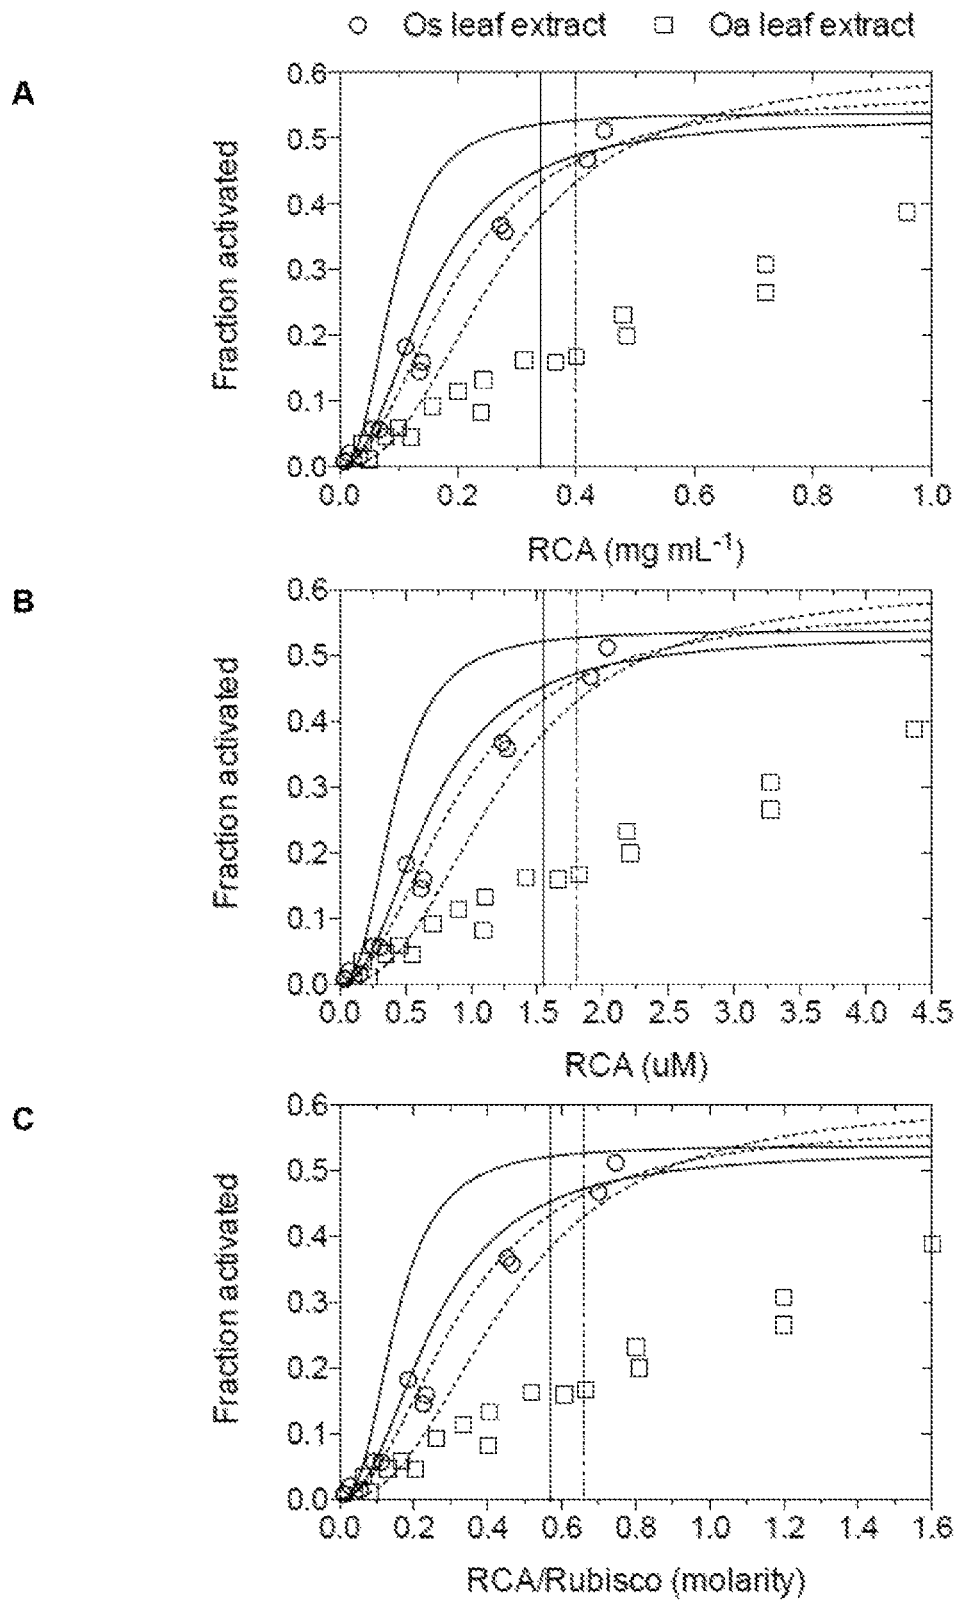 Os leaf extract Oa leaf extract
A
0.6
0.5
0.4
0.3
0.2
0.1
0.0
Fraction activated
0.0 0.2 0.4 0.6 0.8 1.0
RCA (mg mL-1)
B
0.6
0.5
0.4
0.3
0.2
0.1
0.0
Fraction activated
0.0 0.5 1.0 1.5 2.0 2.5 3.0 3.5 4.0 4.5
RCA (uM)
C
0.6
0.5
0.4
0.3
0.2
0.1
0.0
Fraction activated
0.0 0.2 0.4 0.6 0.8 1.0 1.2 1.4 1.6
RCA/Rubisco (molarity)